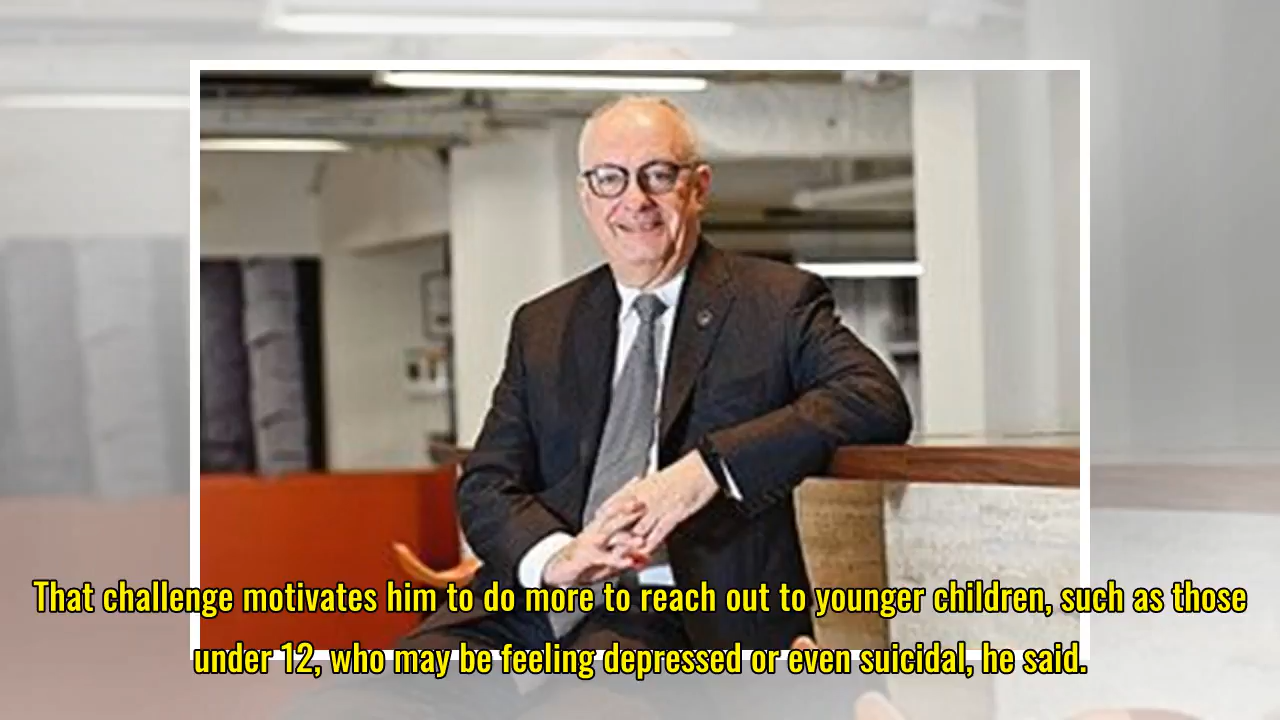 That challenge motivates him to do more to reach out to younger children, such as those
under 12, who may be feeling depressed or even suicidal, he said.